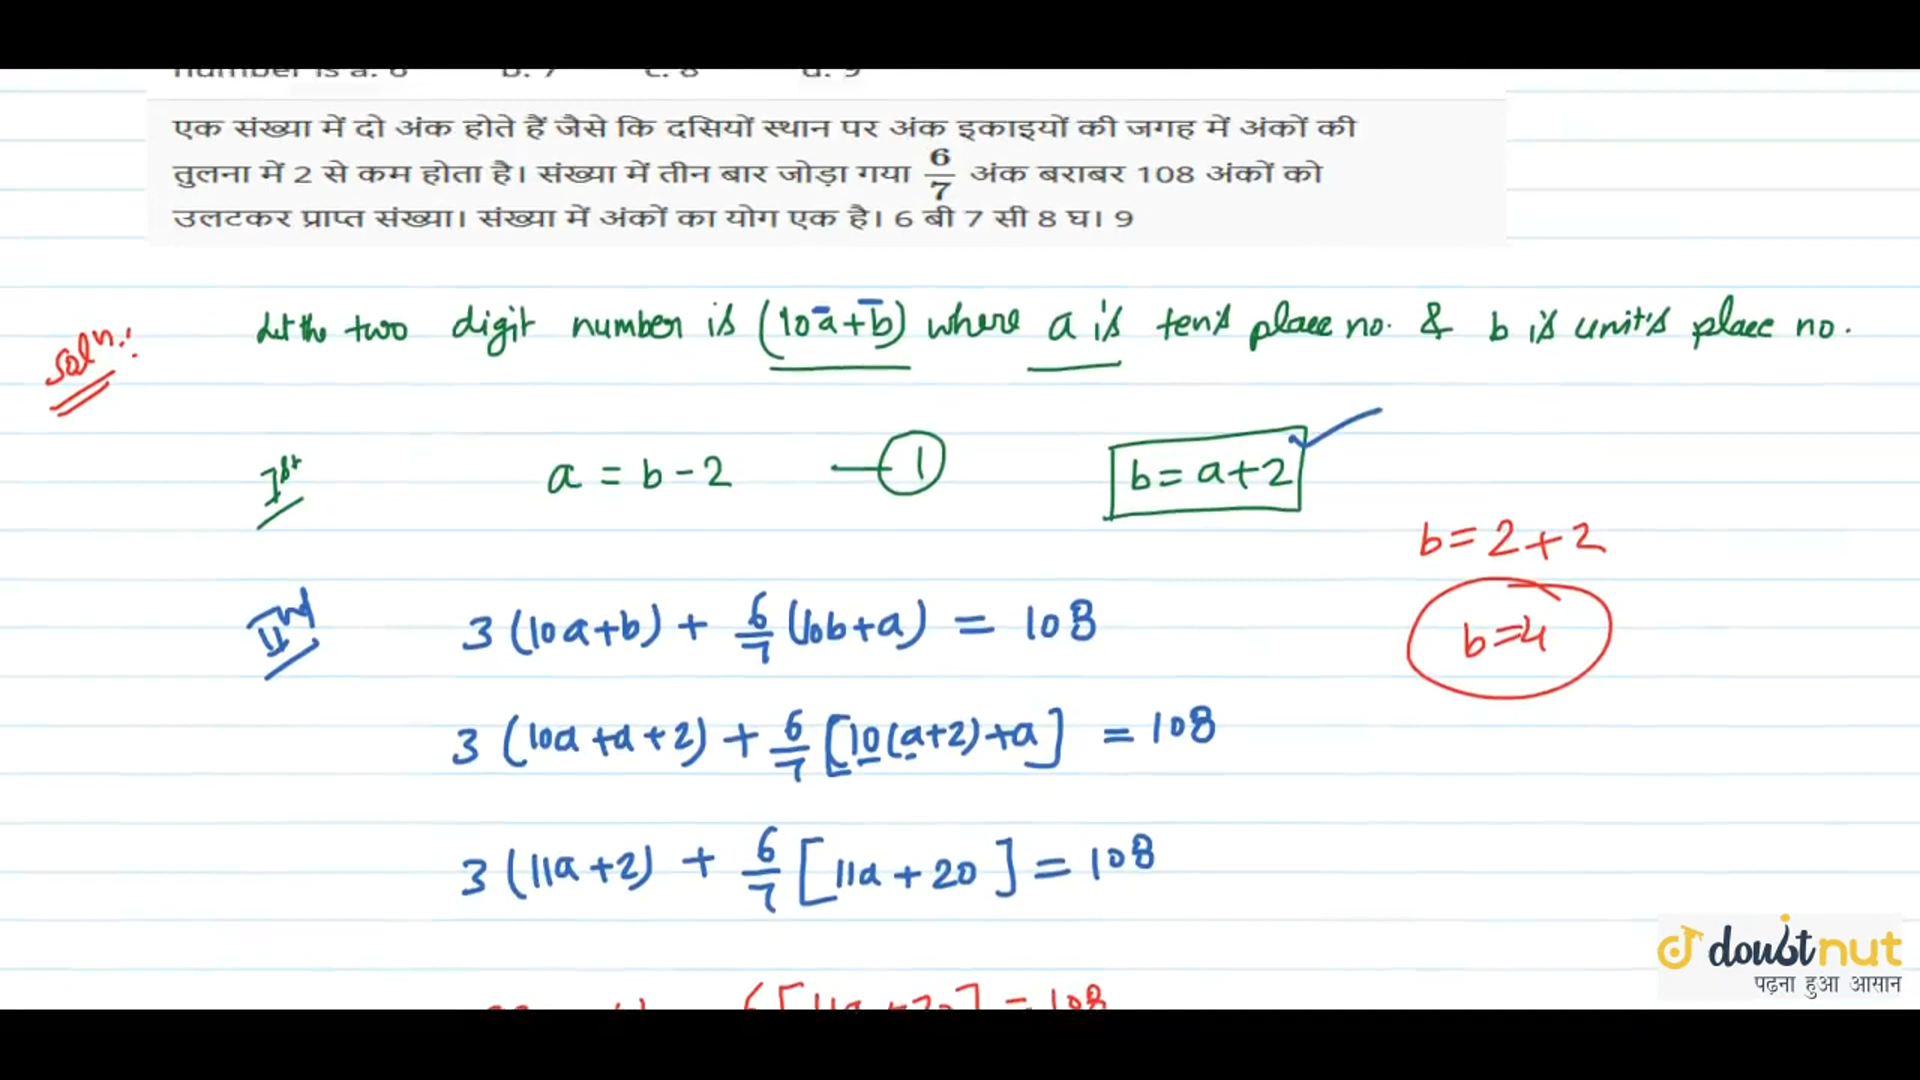 एक संख्या में दो अंक होते हैं जैसे कि दसियों स्थान पर अंक इकाइयों की जगह में अंकों की
तुलना में 2 से कम होता है। संख्या में तीन बार जोड़ा गया 6/7 अंक बराबर 108 अंकों को
उलटकर प्राप्त संख्या। संख्या में अंकों का योग एक है। 6 बी 7 सी 8 घ। 9
Soln.:
Let the two digit number is (10a+b) where a is ten's place no. & b is unit's place no.
Ist a = b - 2 — 1 b = a+2
b = 2+2
b = 4
IInd 3 (10a+b) + 6/7 (10b+a) = 108
3 (10a+a+2) + 6/7 [10(a+2)+a] = 108
3 (11a+2) + 6/7 [11a + 20] = 108
doubtnut
पढ़ना हुआ आसान